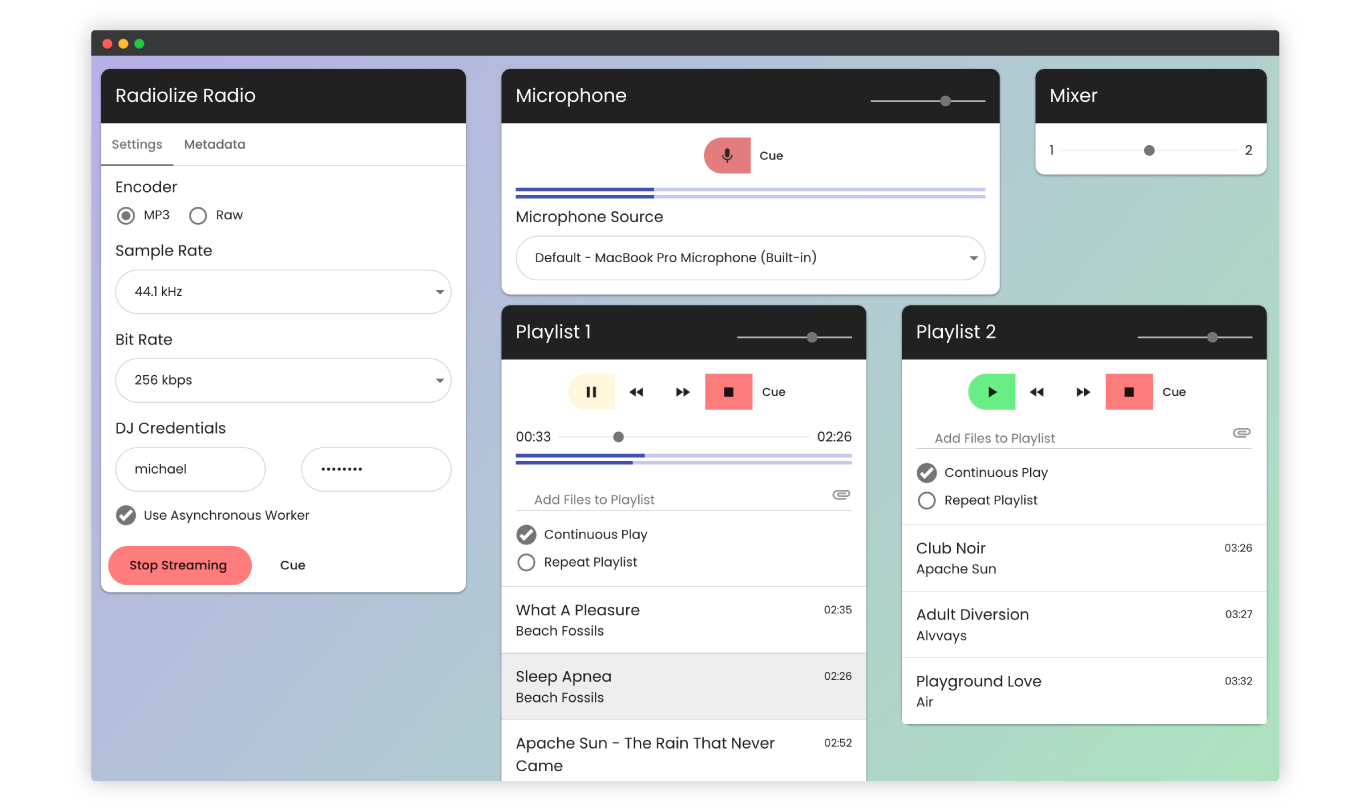 Radiolize Radio
Settings Metadata
Encoder
MP3 Raw
Sample Rate
44.1 kHz
Bit Rate
256 kbps
DJ Credentials
michael ••••••••
Use Asynchronous Worker
Stop Streaming Cue
Microphone
Cue
Microphone Source
Default - MacBook Pro Microphone (Built-in)
Mixer
1 2
Playlist 1
Cue
00:33 02:26
Add Files to Playlist
Continuous Play
Repeat Playlist
What A Pleasure 02:35
Beach Fossils
Sleep Apnea 02:26
Beach Fossils
Apache Sun - The Rain That Never 02:52
Came
Playlist 2
Cue
Add Files to Playlist
Continuous Play
Repeat Playlist
Club Noir 03:26
Apache Sun
Adult Diversion 03:27
Alvvays
Playground Love 03:32
Air